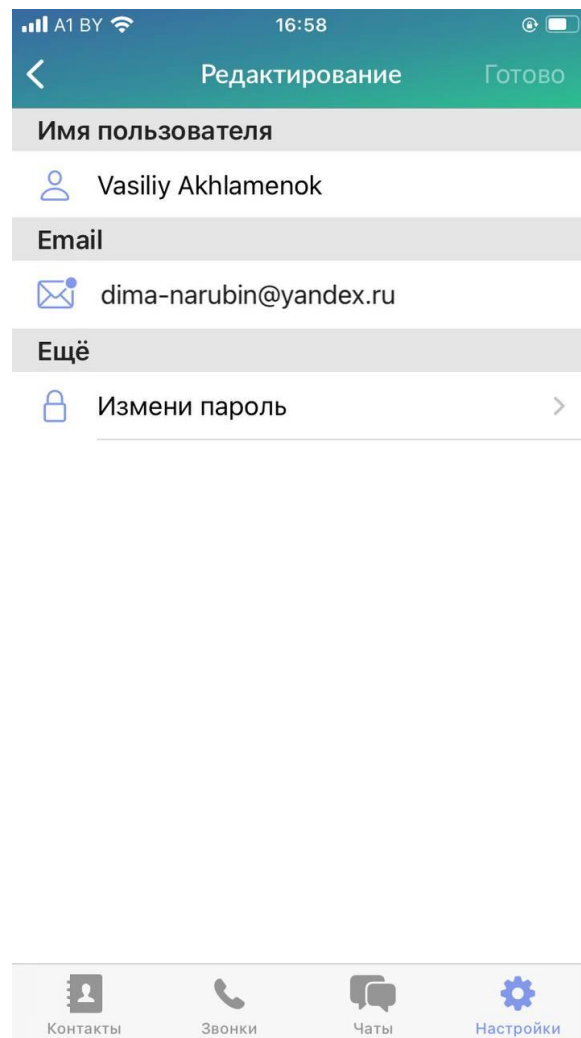 A1 BY 16:58
Редактирование Готово
Имя пользователя
Vasiliy Akhlamenok
Email
dima-narubin@yandex.ru
Ещё
Измени пароль
Контакты Звонки Чаты Настройки